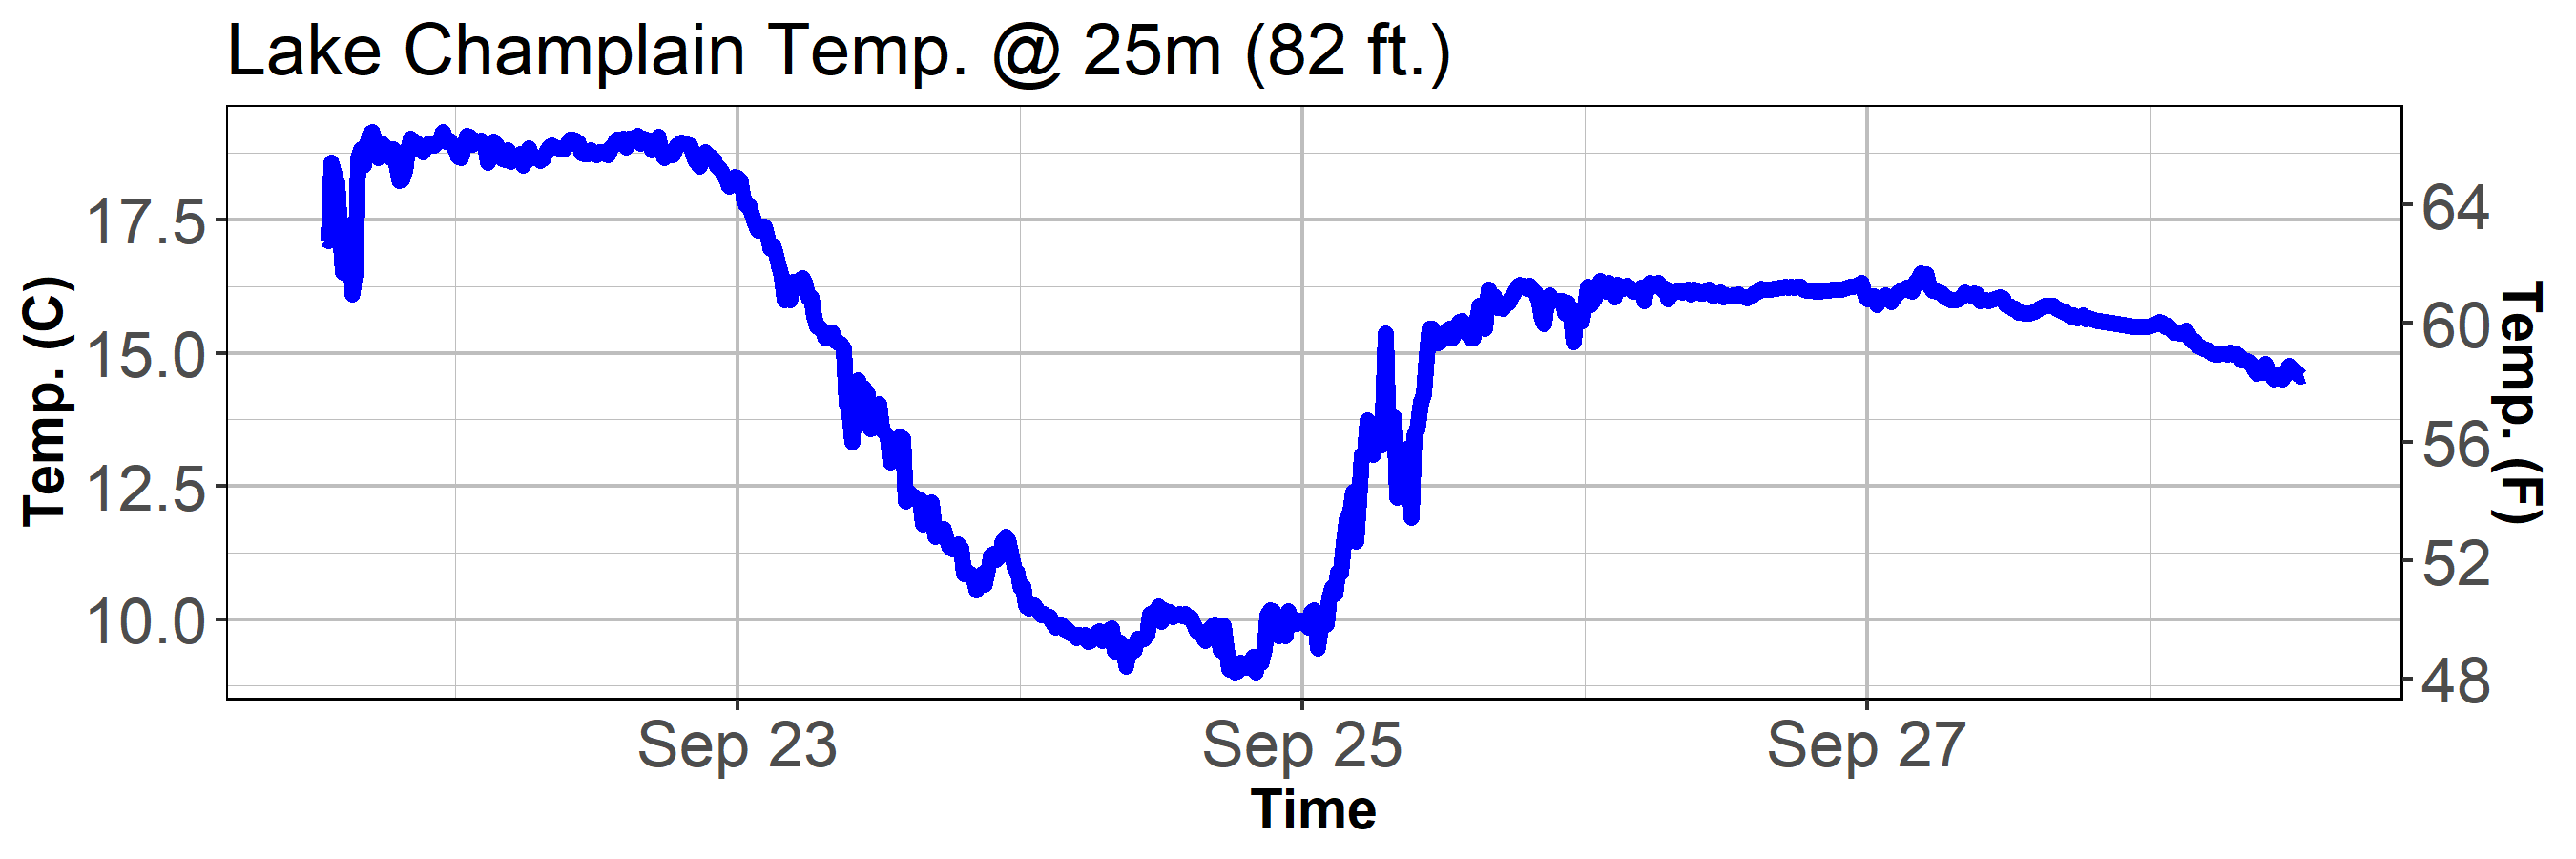 Lake Champlain Temp. @ 25m (82 ft.)
Temp. (C)
17.5
15.0
12.5
10.0
64
60
56
52
48
Temp. (F)
Sep 23 Sep 25 Sep 27
Time